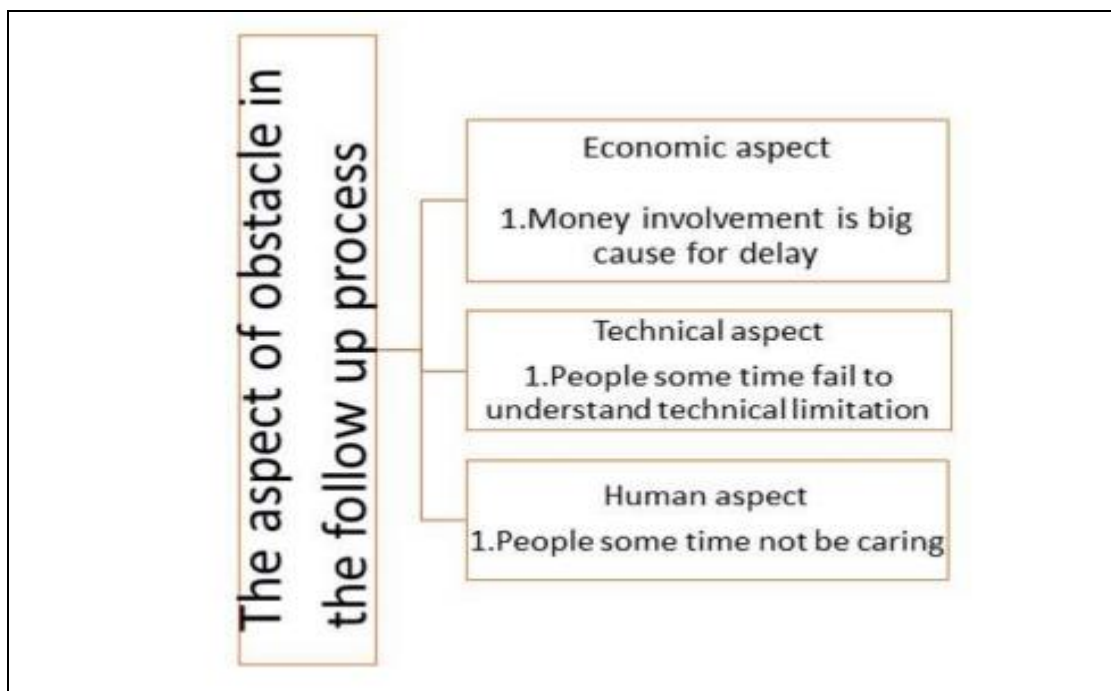 The aspect of obstacle in
the follow up process
Economic aspect
1.Money involvement is big
cause for delay
Technical aspect
1.People some time fail to
understand technical limitation
Human aspect
1.People some time not be caring